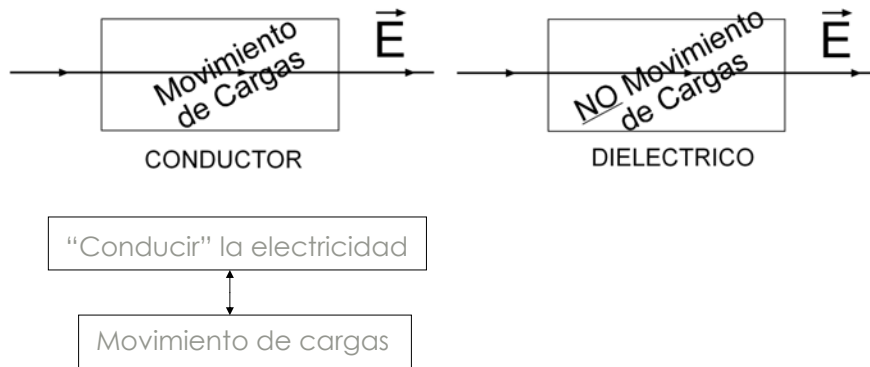 Movimiento
de Cargas
E
CONDUCTOR
NO Movimiento
de Cargas
E
DIELECTRICO
“Conducir” la electricidad
Movimiento de cargas